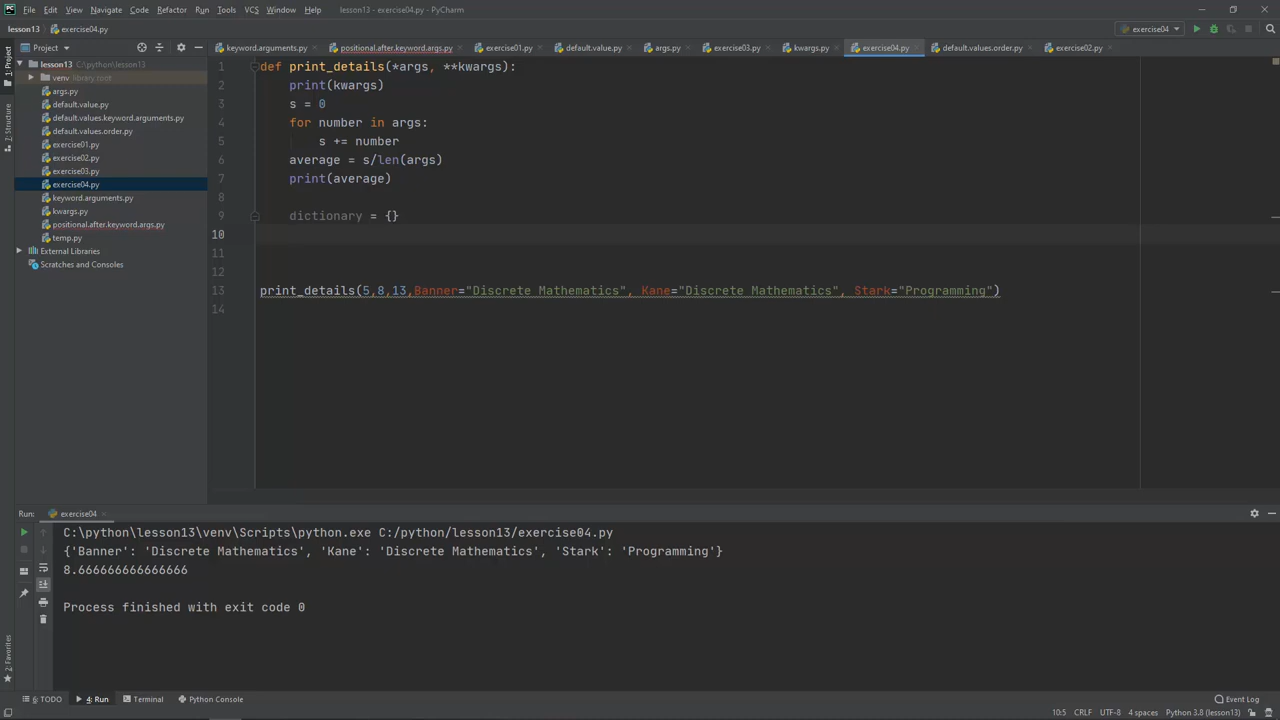 File Edit View Navigate Code Refactor Run Tools VCS Window Help lesson13 - exercise04.py - PyCharm
lesson13 exercise04.py exercise04
Project keyword.arguments.py positional.after.keyword.args.py exercise01.py default.value.py args.py exercise03.py kwargs.py exercise04.py default.values.order.py exercise02.py
1: Project
lesson13 C:\python\lesson13
venv library root
args.py
default.value.py
default.values.keyword.arguments.py
default.values.order.py
exercise01.py
exercise02.py
exercise03.py
exercise04.py
keyword.arguments.py
kwargs.py
positional.after.keyword.args.py
temp.py
External Libraries
Scratches and Consoles
7: Structure
1 def print_details(*args, **kwargs):
2 print(kwargs)
3 s = 0
4 for number in args:
5 s += number
6 average = s/len(args)
7 print(average)
8
9 dictionary = {}
10
11
12
13 print_details(5,8,13,Banner="Discrete Mathematics", Kane="Discrete Mathematics", Stark="Programming")
14
Run: exercise04
C:\python\lesson13\venv\Scripts\python.exe C:/python/lesson13/exercise04.py
{'Banner': 'Discrete Mathematics', 'Kane': 'Discrete Mathematics', 'Stark': 'Programming'}
8.666666666666666
Process finished with exit code 0
2: Favorites
6: TODO 4: Run Terminal Python Console Event Log
10:5 CRLF UTF-8 4 spaces Python 3.8 (lesson13)